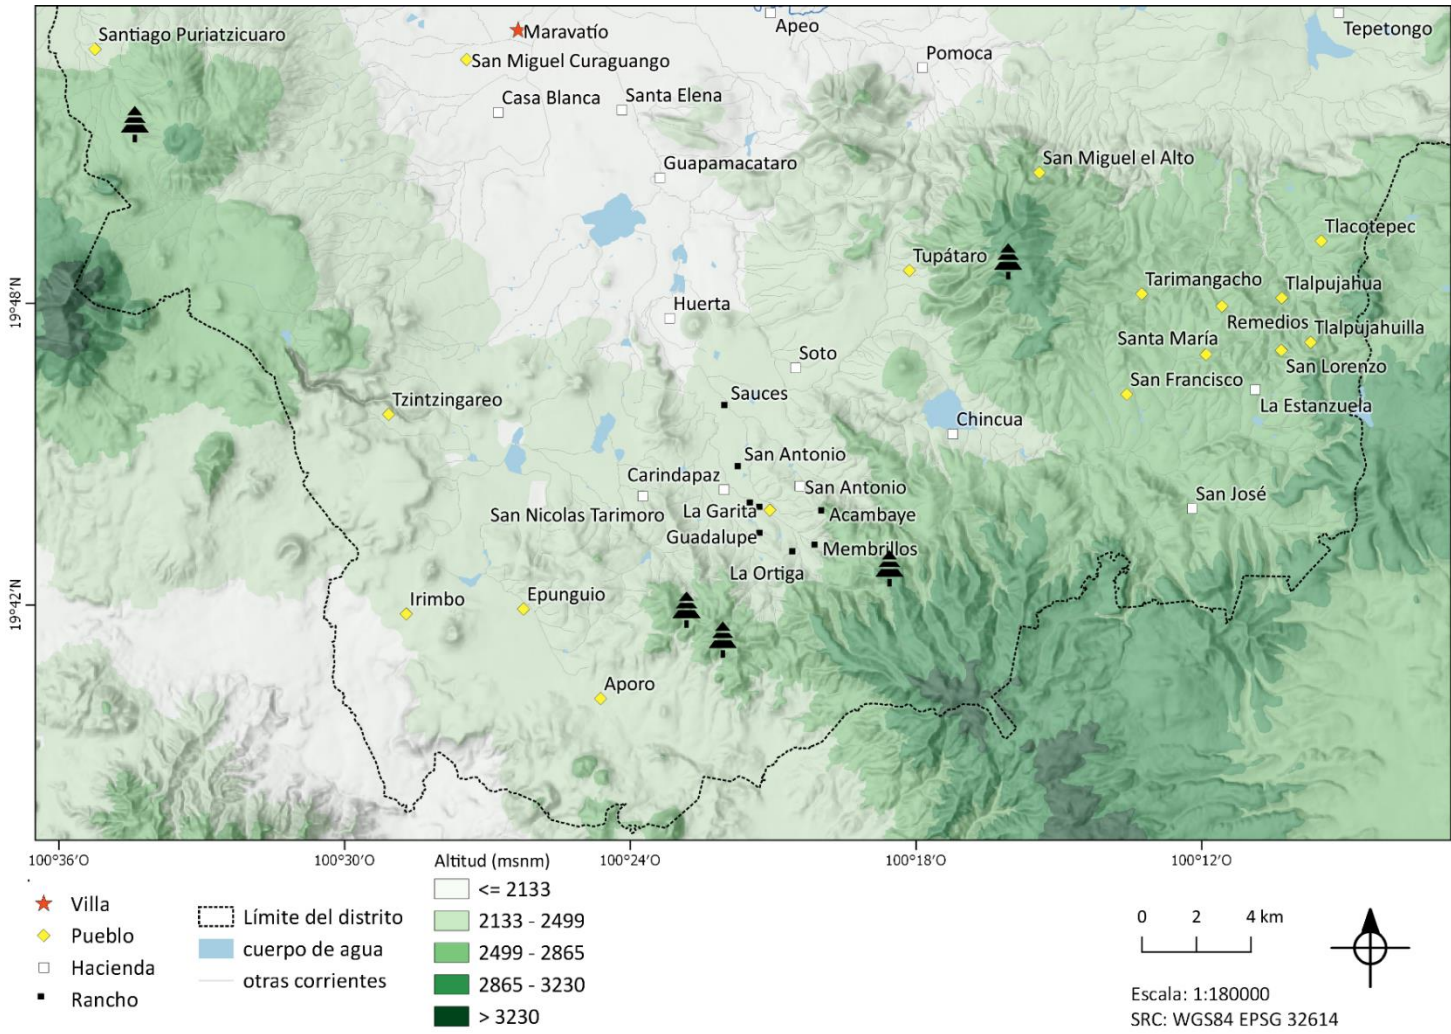 Santiago Puriatzicuaro
Maravatío
San Miguel Curaguango
Apeo
Tepetongo
Pomoca
Casa Blanca
Santa Elena
Guapamacataro
San Miguel el Alto
Tlacotepec
Tupátaro
Tarimangacho
Tlalpujahua
19°48'N
Huerta
Remedios
Tlalpujahuilla
Santa María
Soto
San Lorenzo
San Francisco
Tzintzingareo
Sauces
La Estanzuela
Chincua
San Antonio
Carindapaz
San Antonio
San José
San Nicolas Tarimoro
La Garita
Acambaye
Guadalupe
Membrillos
La Ortiga
19°42'N
Irimbo
Epunguio
Aporo
100°36'O
100°30'O
100°24'O
100°18'O
100°12'O
Villa
Pueblo
Hacienda
Rancho
Límite del distrito
cuerpo de agua
otras corrientes
Altitud (msnm)
<= 2133
2133 - 2499
2499 - 2865
2865 - 3230
> 3230
0 2 4 km
Escala: 1:180000
SRC: WGS84 EPSG 32614